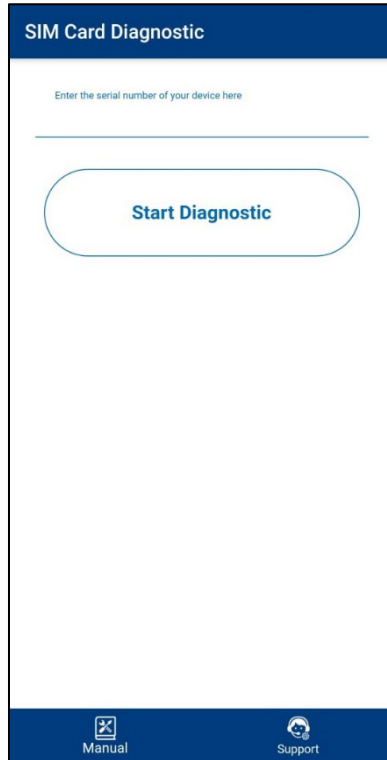 SIM Card Diagnostic
Enter the serial number of your device here
Start Diagnostic
Manual
Support